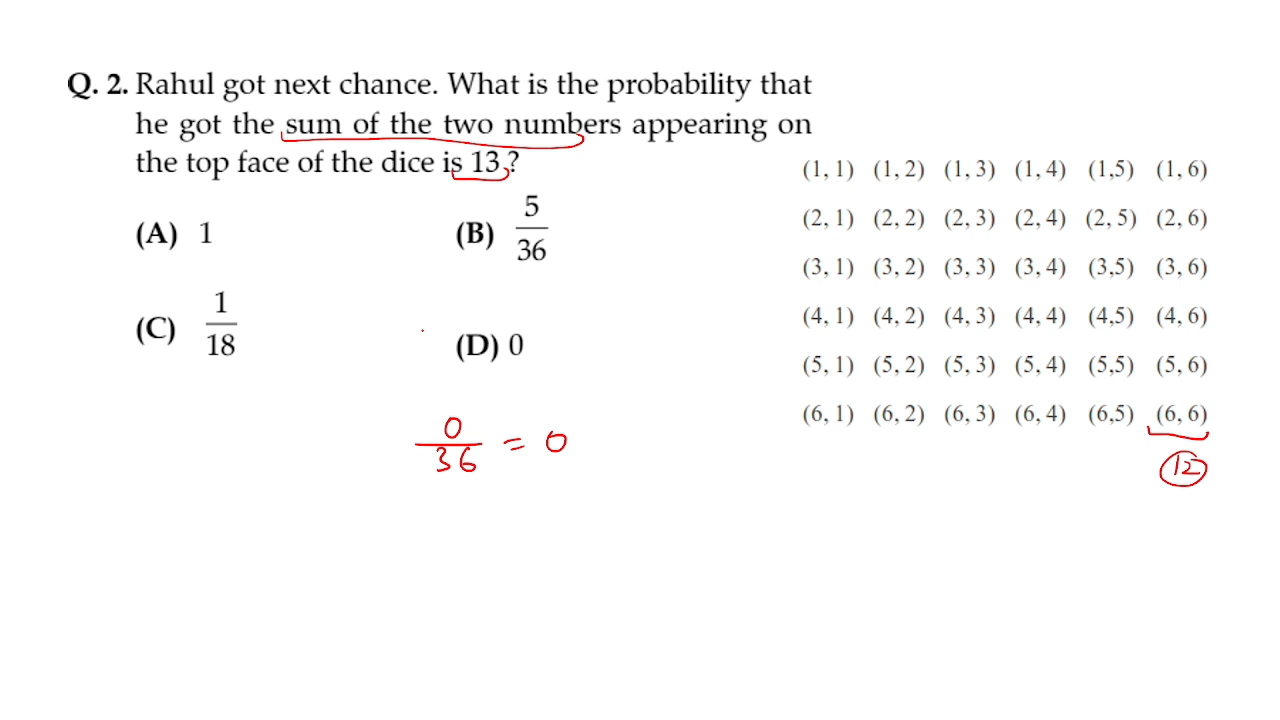 Q. 2. Rahul got next chance. What is the probability that
he got the sum of the two numbers appearing on
the top face of the dice is 13 ?
(A) 1
(B) 5/36
(C) 1/18
(D) 0
0/36 = 0
(1, 1) (1, 2) (1, 3) (1, 4) (1,5) (1, 6)
(2, 1) (2, 2) (2, 3) (2, 4) (2, 5) (2, 6)
(3, 1) (3, 2) (3, 3) (3, 4) (3,5) (3, 6)
(4, 1) (4, 2) (4, 3) (4, 4) (4,5) (4, 6)
(5, 1) (5, 2) (5, 3) (5, 4) (5,5) (5, 6)
(6, 1) (6, 2) (6, 3) (6, 4) (6,5) (6, 6)
12